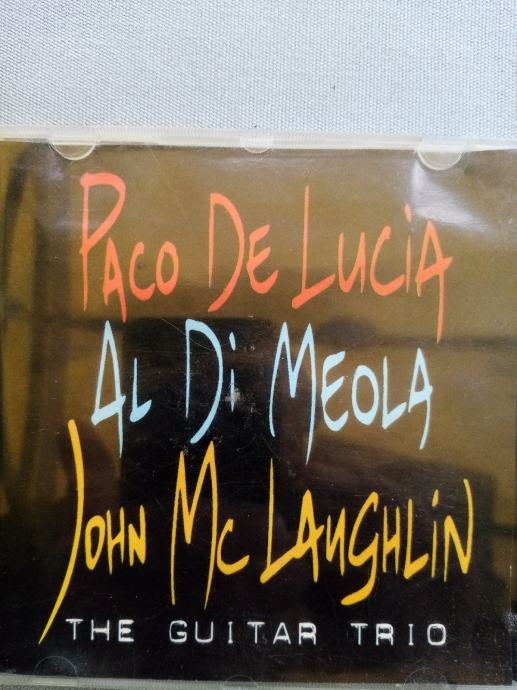 PACO DE LUCiA
AL Di MEOLA
JOHN Mc LAUGHLiN
THE GUITAR TRIO